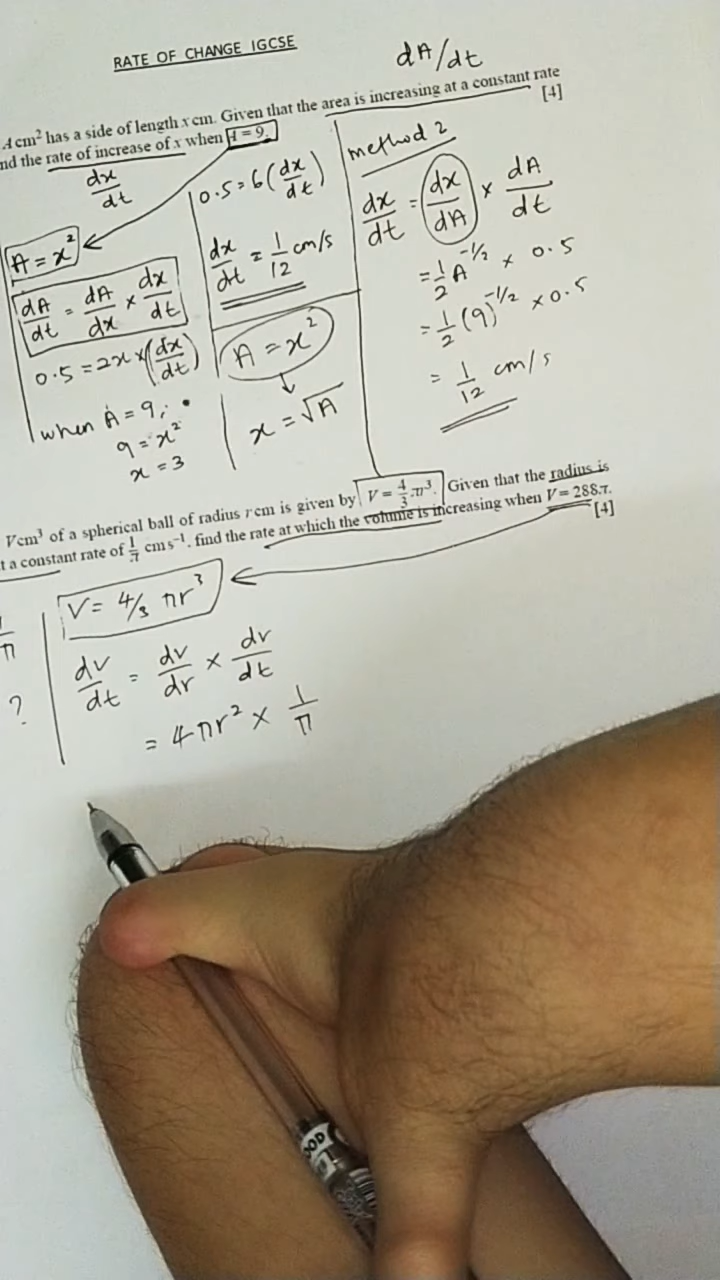 RATE OF CHANGE IGCSE
dA/dt
A cm² has a side of length x cm. Given that the area is increasing at a constant rate
nd the rate of increase of x when A = 9.
[4]
dx/dt
A = x²
dA/dt = dA/dx × dx/dt
0.5 = 2x × (dx/dt)
when A = 9,
9 = x²
x = 3
0.5 = 6(dx/dt)
dx/dt = 1/12 cm/s
A = x²
↓
x = √A
method 2
dx/dt = dx/dA × dA/dt
= 1/2 A^-1/2 × 0.5
= 1/2 (9)^-1/2 × 0.5
= 1/12 cm/s
V cm³ of a spherical ball of radius r cm is given by V = 4/3 πr³. Given that the radius is
t a constant rate of 1/π cm s⁻¹, find the rate at which the volume is increasing when V = 288π.
[4]
1/π
?
V = 4/3 πr³
dv/dt = dv/dr × dr/dt
= 4πr² × 1/π
OOD